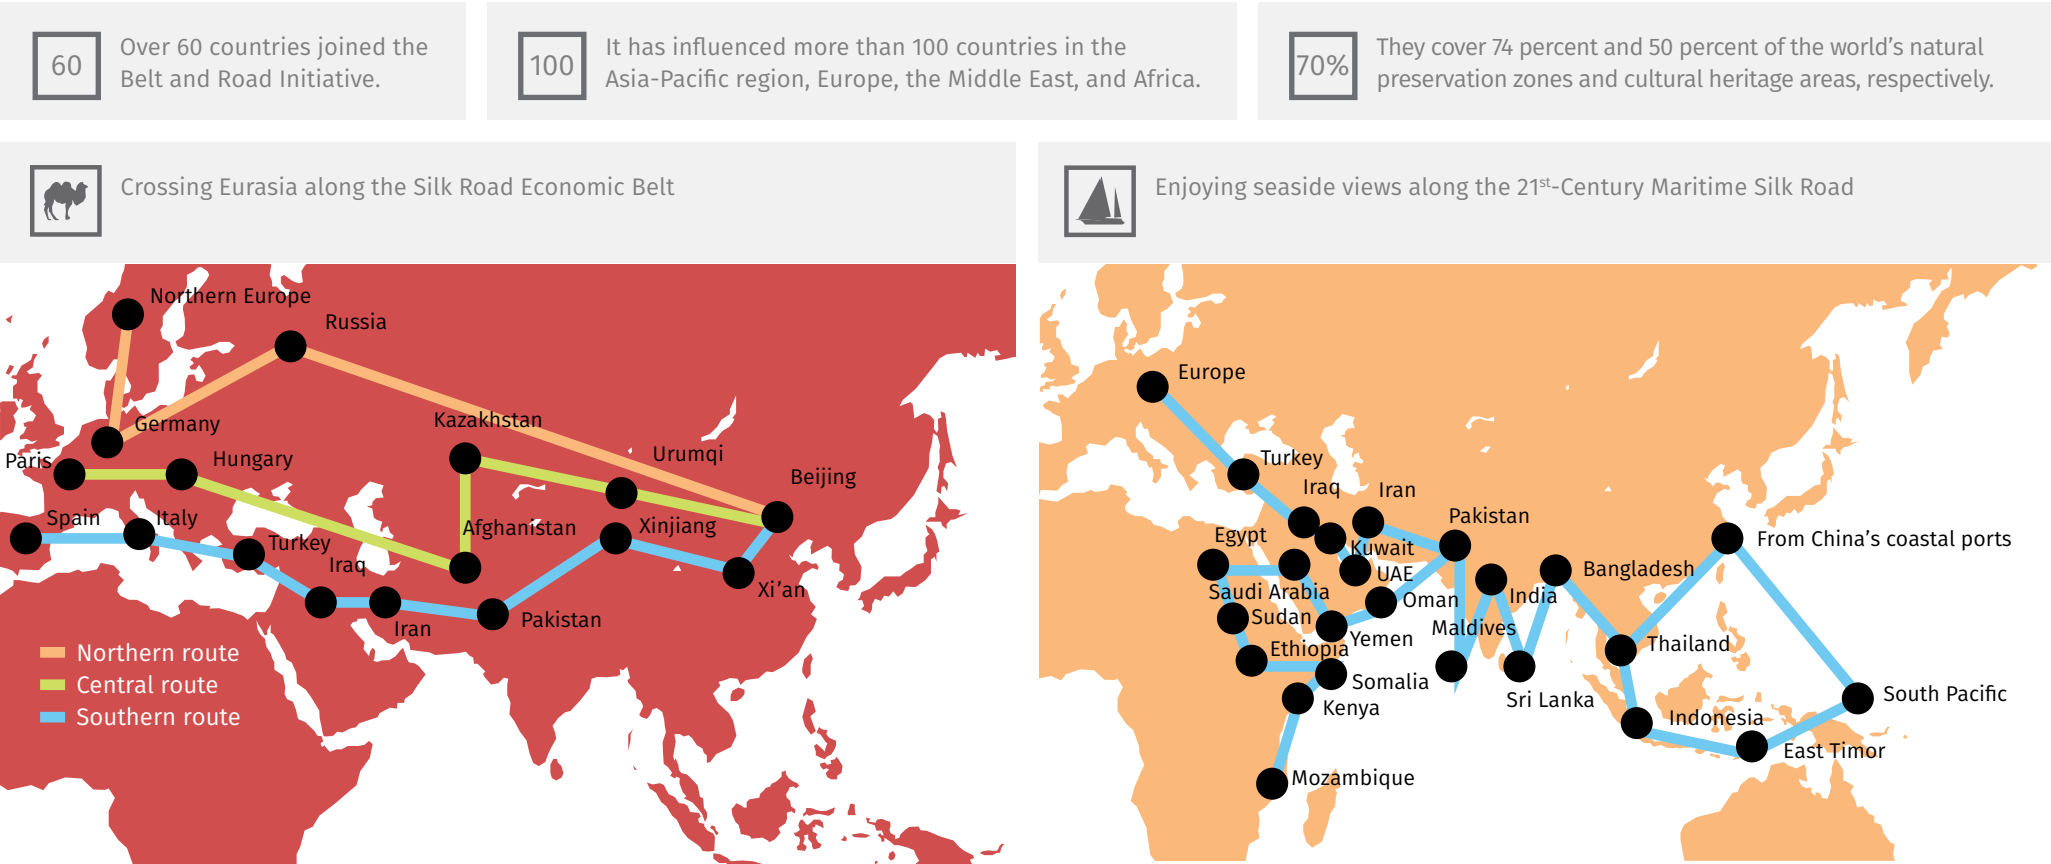 60
Over 60 countries joined the
Belt and Road Initiative.
100
It has influenced more than 100 countries in the
Asia-Pacific region, Europe, the Middle East, and Africa.
70%
They cover 74 percent and 50 percent of the world's natural
preservation zones and cultural heritage areas, respectively.
Crossing Eurasia along the Silk Road Economic Belt
Northern Europe
Russia
Kazakhstan
Germany
Urumqi
Paris
Hungary
Beijing
Spain
Italy
Afghanistan
Xinjiang
Turkey
Iraq
Xi'an
Iran
Pakistan
Northern route
Central route
Southern route
Enjoying seaside views along the 21st-Century Maritime Silk Road
Europe
Turkey
Iraq
Iran
Pakistan
Egypt
Kuwait
From China's coastal ports
UAE
Bangladesh
Saudi Arabia
Oman
India
Sudan
Maldives
Yemen
Ethiopia
Thailand
Somalia
South Pacific
Kenya
Sri Lanka
Indonesia
East Timor
Mozambique